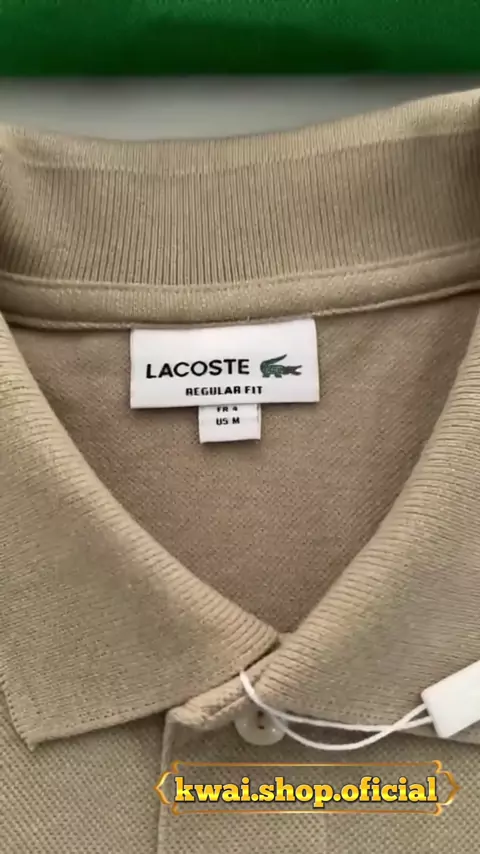 LACOSTE
REGULAR FIT
FR 4
US M
kwai.shop.oficial